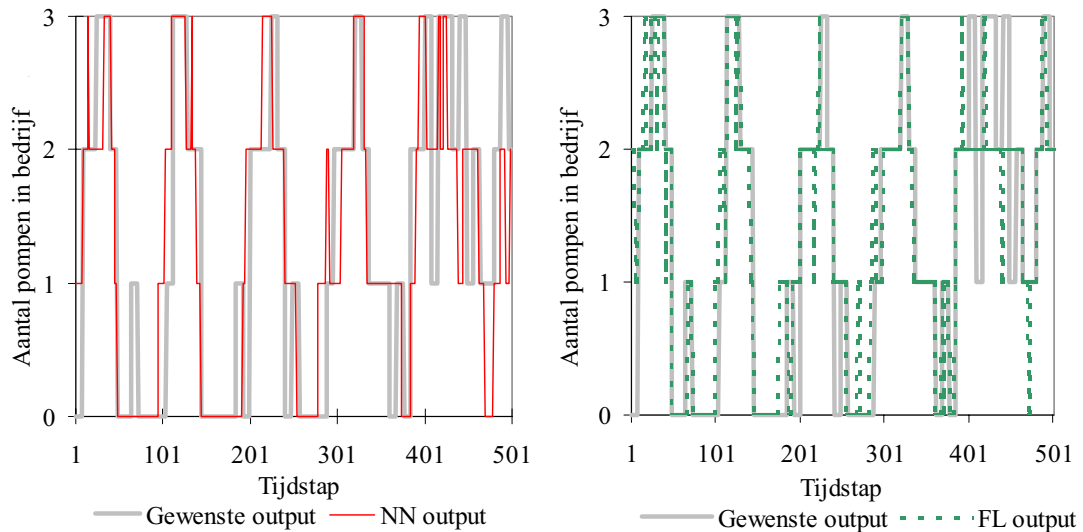 Aantal pompen in bedrijf
3
2
1
0
1
101
201
301
401
501
Tijdstap
Gewenste output
NN output
Aantal pompen in bedrijf
3
2
1
0
1
101
201
301
401
501
Tijdstap
Gewenste output
FL output